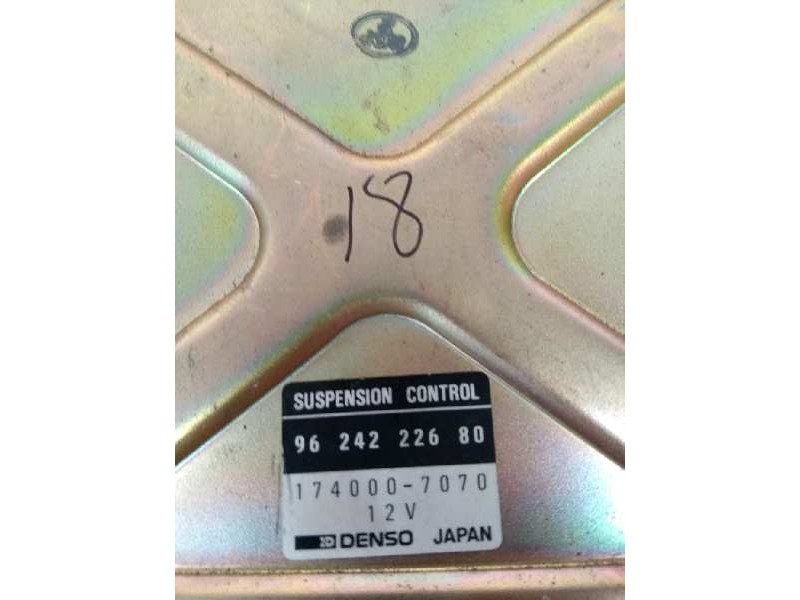 18
SUSPENSION CONTROL
96 242 226 80
174000-7070
12V
DENSO JAPAN